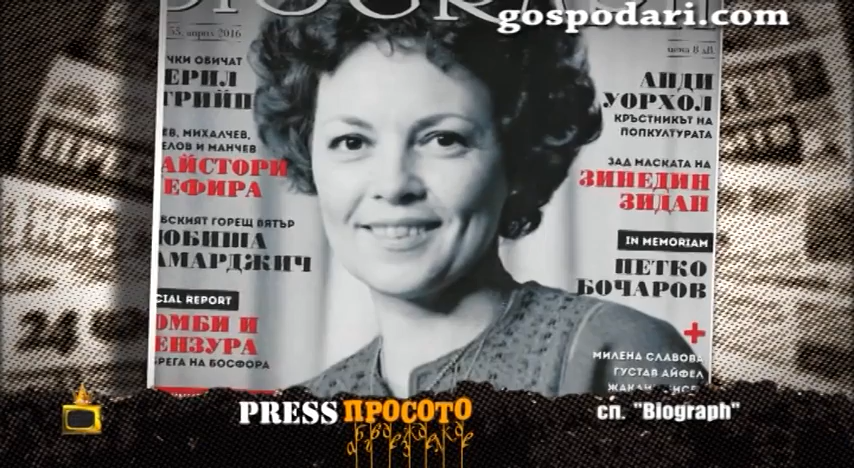 gospodari.com
BIOGRAPH
55, април 2016
цена 8 лв
ЧКИ ОБИЧАТ
ЕРИЛ
ТРИЙП
ЕВ, МИХАЛЧЕВ,
ЕЛОВ И МАНЧЕВ
АЙСТОРИ
ЕФИРА
ВСКИЯТ ГОРЕЩ ВЯТЪР
ЮБИША
АМАРДЖИЧ
CIAL REPORT
ОМБИ И
ЕНЗУРА
БРЕГА НА БОСФОРА
АНДИ
УОРХОЛ
КРЪСТНИКЪТ НА
ПОПКУЛТУРАТА
ЗАД МАСКАТА НА
ЗИНЕДИН
ЗИДАН
IN MEMORIAM
ПЕТКО
БОЧАРОВ
+
МИЛЕНА СЛАВОВА
ГУСТАВ АЙФЕЛ
24
PRESS ПРОСОТО
сп. "Biograph"